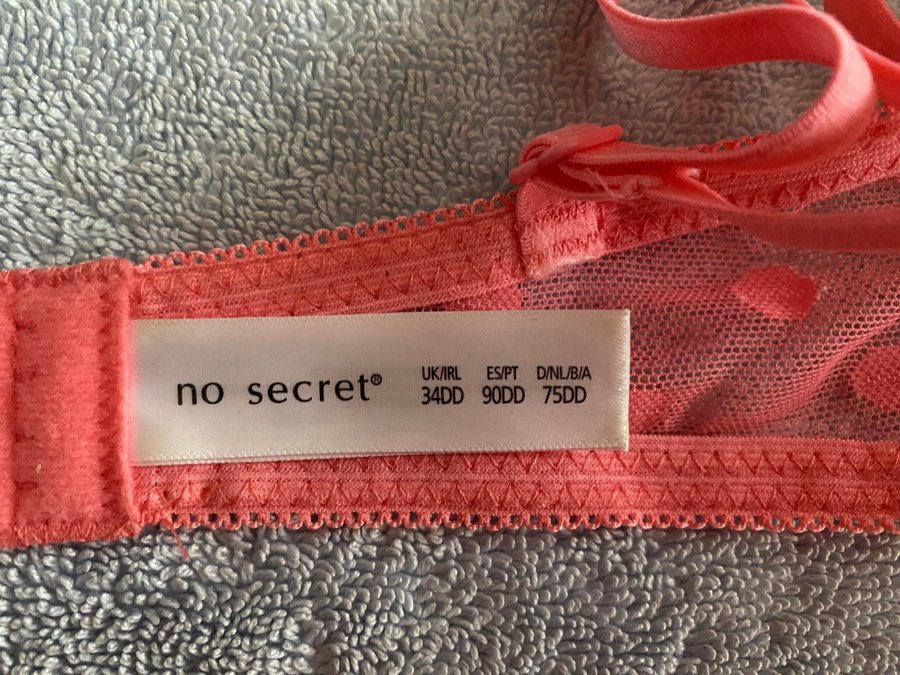 no secret®
UK/IRL ES/PT D/NL/B/A
34DD 90DD 75DD